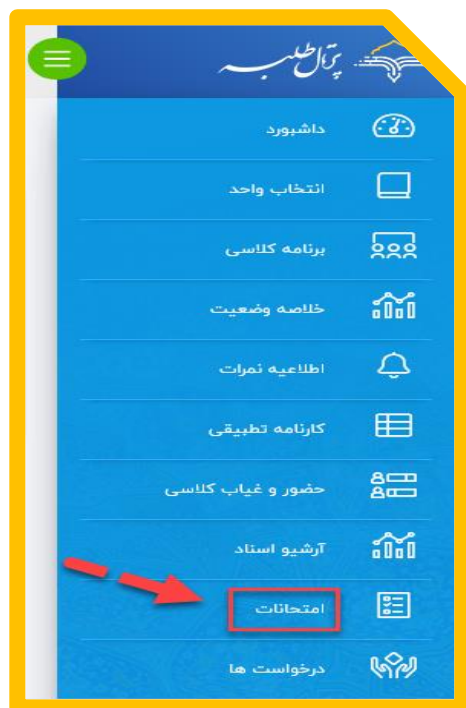 پرتال طلبه
داشبورد
انتخاب واحد
برنامه کلاسی
خلاصه وضعیت
اطلاعیه نمرات
کارنامه تطبیقی
حضور و غیاب کلاسی
آرشیو اسناد
امتحانات
درخواست ها